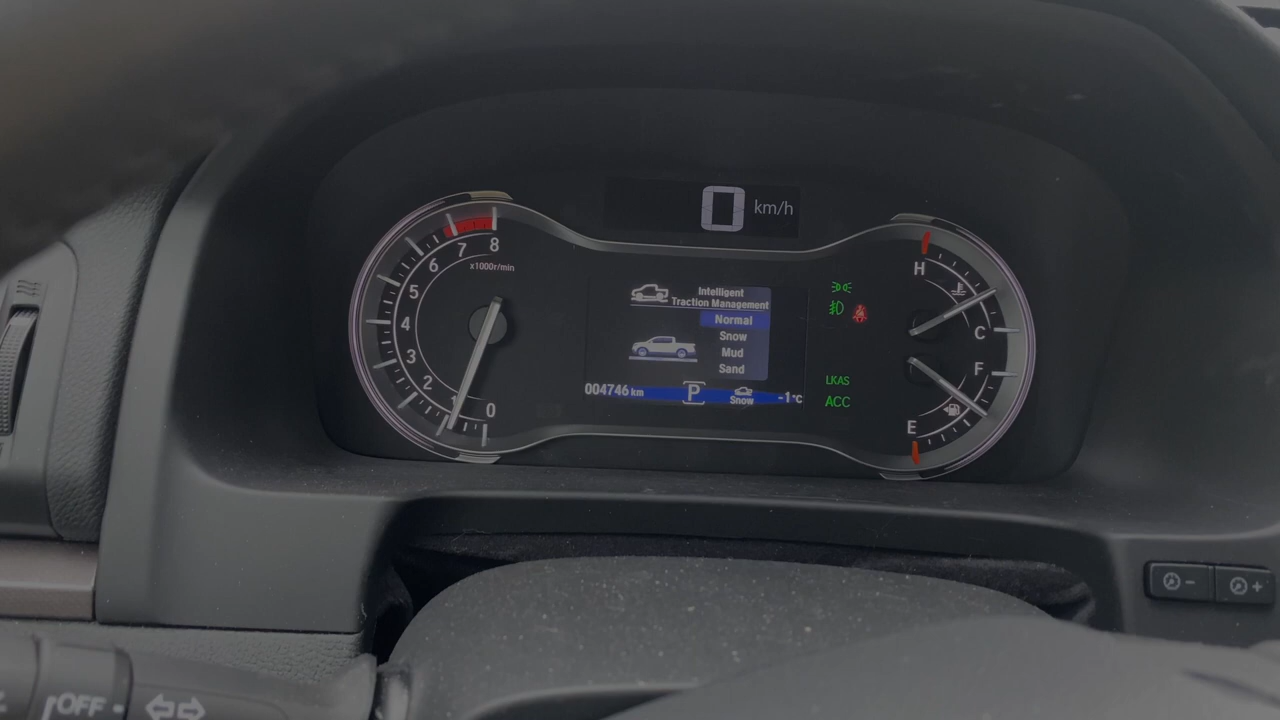 0 km/h
8
7
6
5
4
3
2
1
0
x1000r/min
Intelligent
Traction Management
Normal
Snow
Mud
Sand
004746 km P Snow -1°C
LKAS
ACC
H
C
F
E
OFF
- +